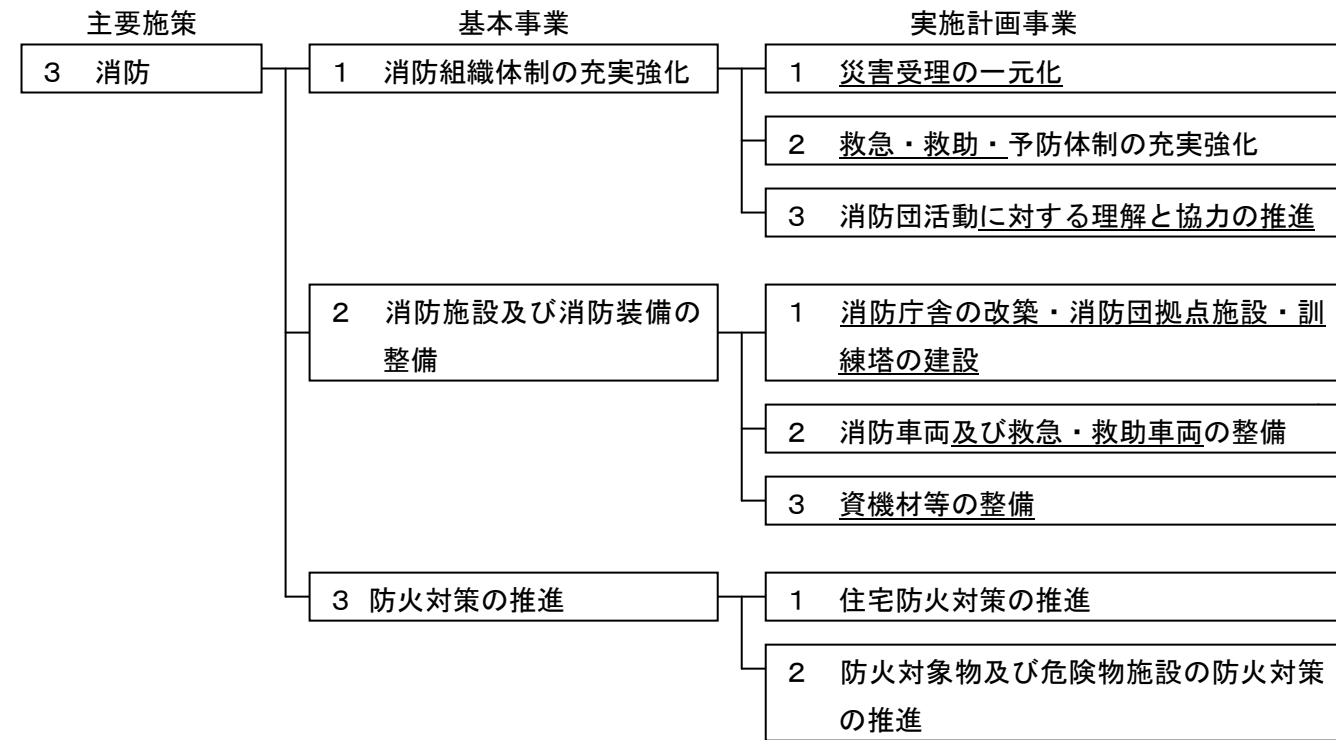 主要施策 基本事業 実施計画事業
3 消防
1 消防組織体制の充実強化
1 災害受理の一元化
2 救急・救助・予防体制の充実強化
3 消防団活動に対する理解と協力の推進
2 消防施設及び消防装備の
整備
1 消防庁舎の改築・消防団拠点施設・訓
練塔の建設
2 消防車両及び救急・救助車両の整備
3 資機材等の整備
3 防火対策の推進
1 住宅防火対策の推進
2 防火対象物及び危険物施設の防火対策
の推進